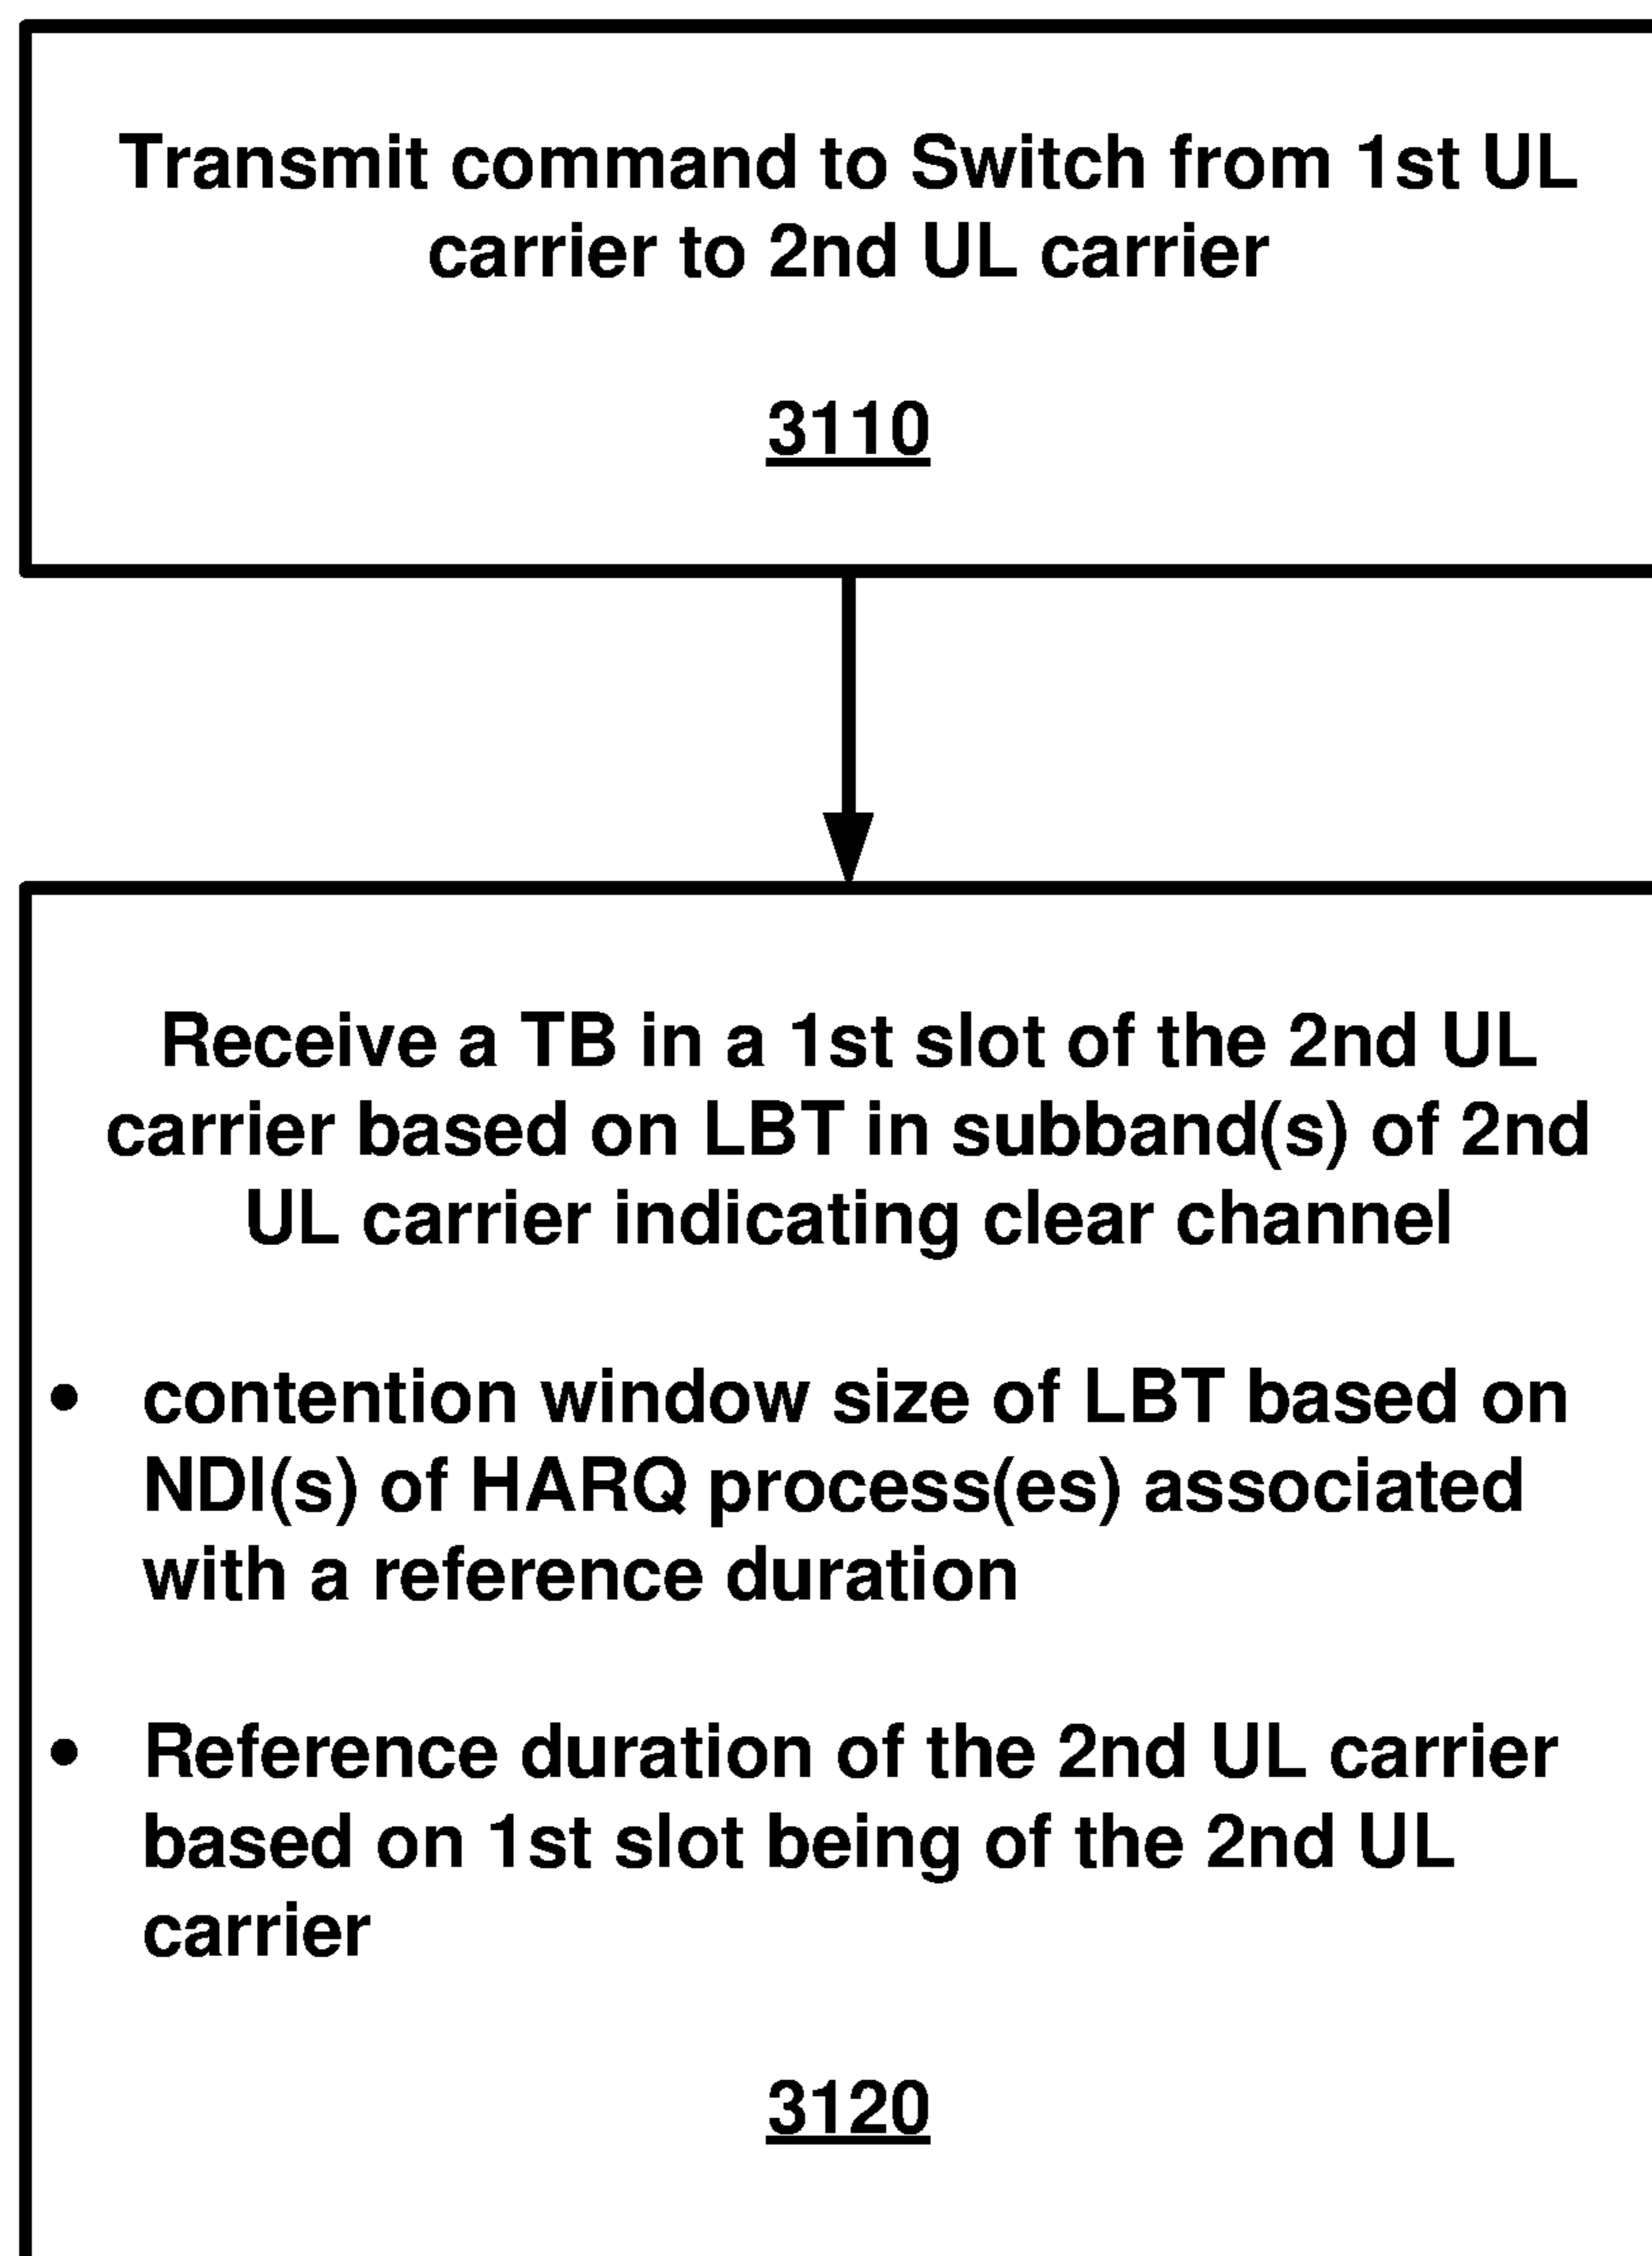 Transmit command to Switch from 1st UL
carrier to 2nd UL carrier
3110
Receive a TB in a 1st slot of the 2nd UL
carrier based on LBT in subband(s) of 2nd
UL carrier indicating clear channel
• contention window size of LBT based on
NDI(s) of HARQ process(es) associated
with a reference duration
• Reference duration of the 2nd UL carrier
based on 1st slot being of the 2nd UL
carrier
3120